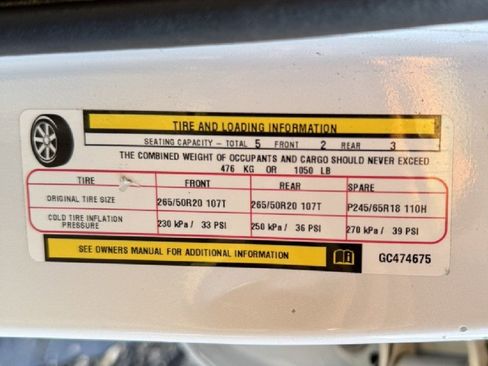 TIRE AND LOADING INFORMATION
SEATING CAPACITY - TOTAL 5 FRONT 2 REAR 3
THE COMBINED WEIGHT OF OCCUPANTS AND CARGO SHOULD NEVER EXCEED
476 KG OR 1050 LB
TIRE FRONT REAR SPARE
ORIGINAL TIRE SIZE 265/50R20 107T 265/50R20 107T P245/65R18 110H
COLD TIRE INFLATION PRESSURE 230 kPa / 33 PSI 250 kPa / 36 PSI 270 kPa / 39 PSI
SEE OWNERS MANUAL FOR ADDITIONAL INFORMATION GC474675